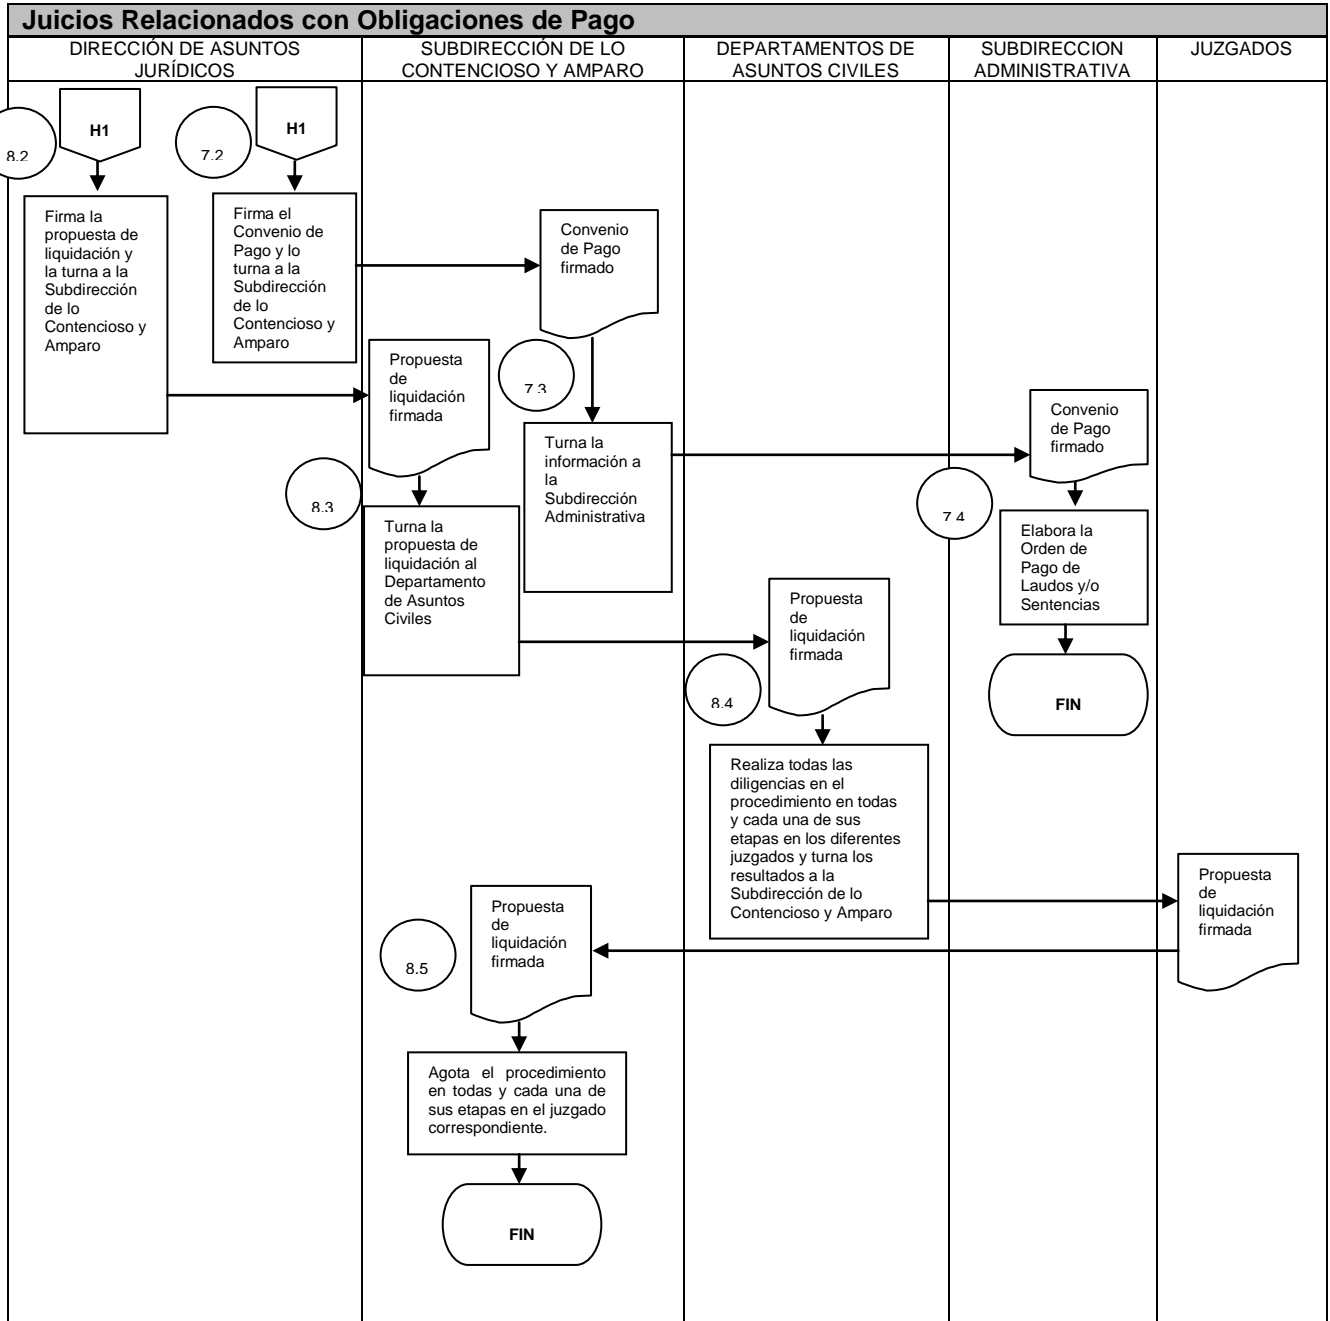 Juicios Relacionados con Obligaciones de Pago
DIRECCIÓN DE ASUNTOS
JURÍDICOS
SUBDIRECCIÓN DE LO
CONTENCIOSO Y AMPARO
DEPARTAMENTOS DE
ASUNTOS CIVILES
SUBDIRECCION
ADMINISTRATIVA
JUZGADOS
8.2
H1
7.2
H1
Firma la
propuesta de
liquidación y
la turna a la
Subdirección
de lo
Contencioso y
Amparo
Firma el
Convenio de
Pago y lo
turna a la
Subdirección
de lo
Contencioso y
Amparo
Convenio
de Pago
firmado
Propuesta
de
liquidación
firmada
7.3
Turna la
información a
la
Subdirección
Administrativa
Convenio
de Pago
firmado
8.3
Turna la
propuesta de
liquidación al
Departamento
de Asuntos
Civiles
7.4
Elabora la
Orden de
Pago de
Laudos y/o
Sentencias
Propuesta
de
liquidación
firmada
8.4
FIN
Realiza todas las
diligencias en el
procedimiento en todas
y cada una de sus
etapas en los diferentes
juzgados y turna los
resultados a la
Subdirección de lo
Contencioso y Amparo
Propuesta
de
liquidación
firmada
Propuesta
de
liquidación
firmada
8.5
Agota el procedimiento
en todas y cada una de
sus etapas en el juzgado
correspondiente.
FIN